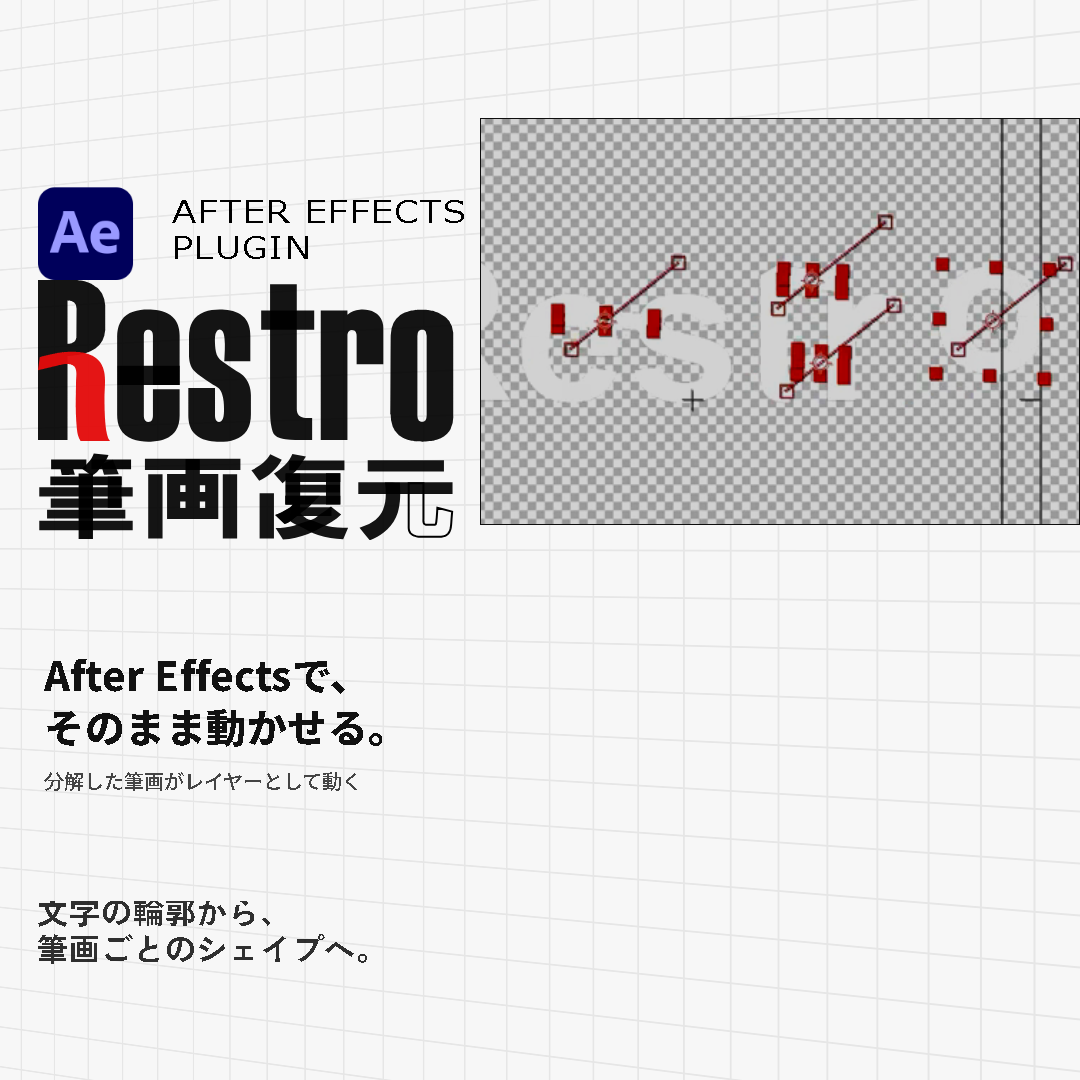 Ae
AFTER EFFECTS
PLUGIN
Restro
筆画復元
Restro
After Effectsで、
そのまま動かせる。
分解した筆画がレイヤーとして動く
文字の輪郭から、
筆画ごとのシェイプへ。